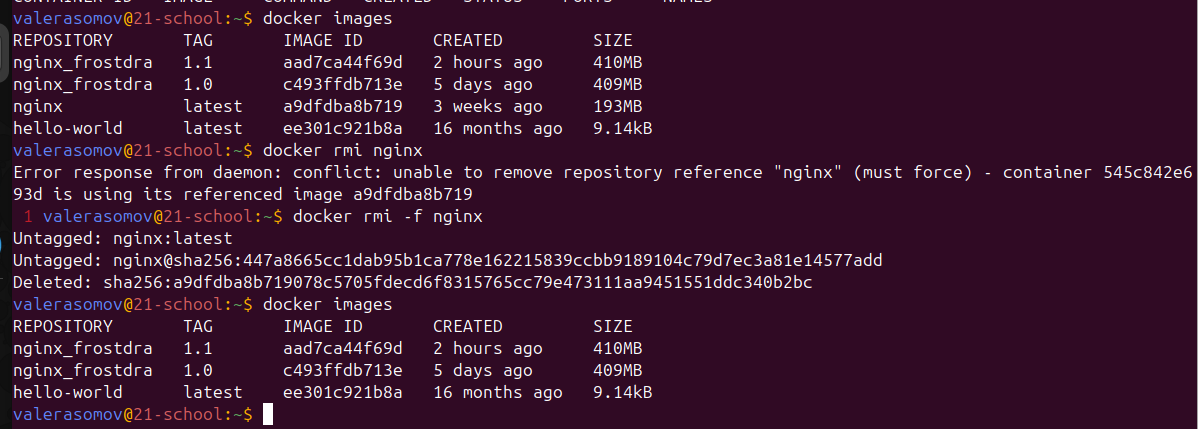 CONTAINER ID   IMAGE     COMMAND   CREATED   STATUS    PORTS     NAMES
valerasomov@21-school:~$ docker images
REPOSITORY       TAG       IMAGE ID       CREATED         SIZE
nginx_frostdra   1.1       aad7ca44f69d   2 hours ago     410MB
nginx_frostdra   1.0       c493ffdb713e   5 days ago      409MB
nginx            latest    a9dfdba8b719   3 weeks ago     193MB
hello-world      latest    ee301c921b8a   16 months ago   9.14kB
valerasomov@21-school:~$ docker rmi nginx
Error response from daemon: conflict: unable to remove repository reference "nginx" (must force) - container 545c842e6
93d is using its referenced image a9dfdba8b719
1 valerasomov@21-school:~$ docker rmi -f nginx
Untagged: nginx:latest
Untagged: nginx@sha256:447a8665cc1dab95b1ca778e162215839ccbb9189104c79d7ec3a81e14577add
Deleted: sha256:a9dfdba8b719078c5705fdecd6f8315765cc79e473111aa9451551ddc340b2bc
valerasomov@21-school:~$ docker images
REPOSITORY       TAG       IMAGE ID       CREATED         SIZE
nginx_frostdra   1.1       aad7ca44f69d   2 hours ago     410MB
nginx_frostdra   1.0       c493ffdb713e   5 days ago      409MB
hello-world      latest    ee301c921b8a   16 months ago   9.14kB
valerasomov@21-school:~$